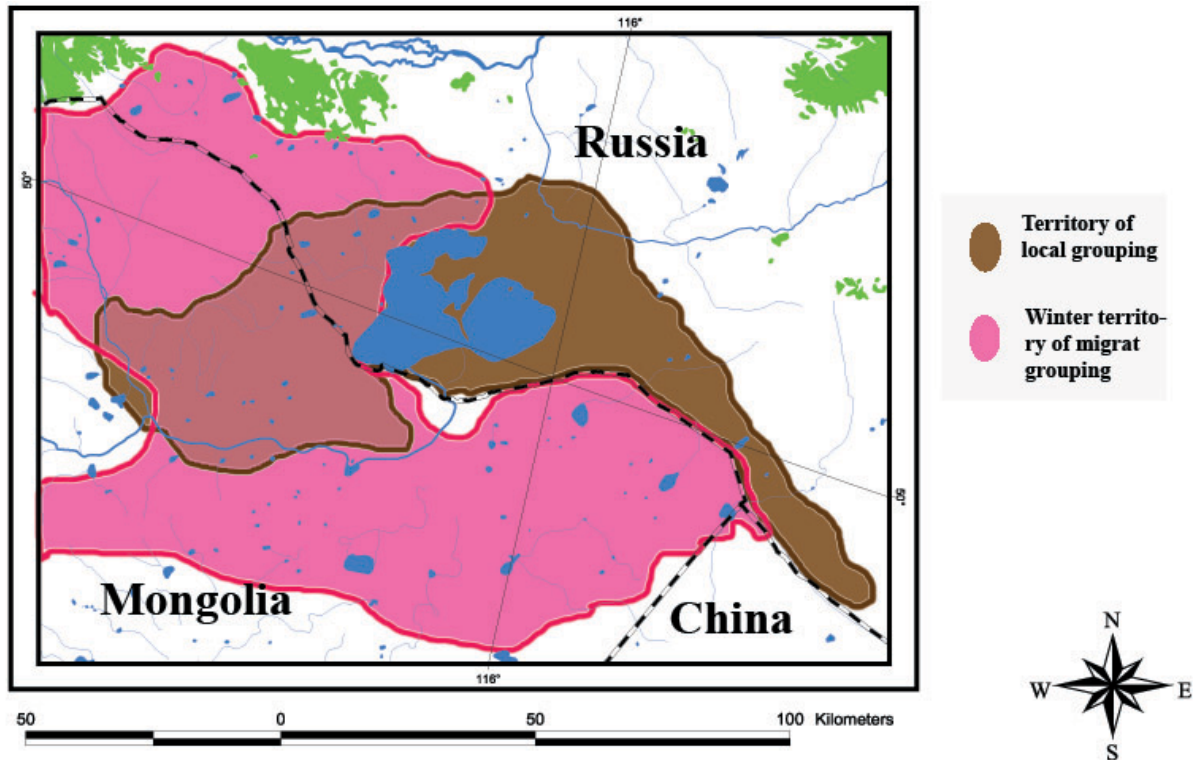 116°
Russia
50°
Territory of
local grouping
Winter territo-
ry of migrat
grouping
50°
Mongolia
China
116°
N
W
E
S
50
0
50
100
Kilometers